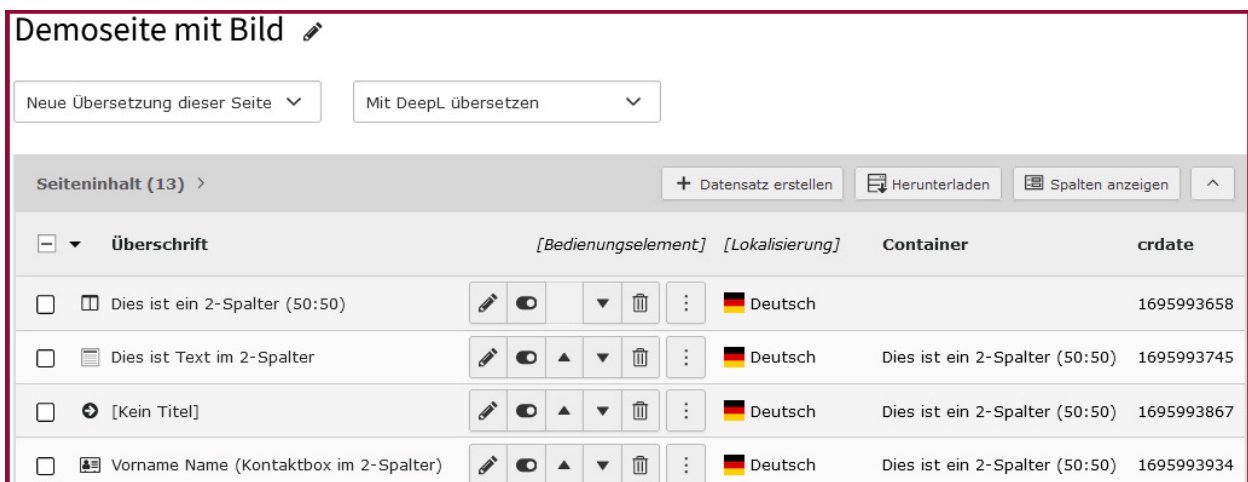 Demoseite mit Bild
Neue Übersetzung dieser Seite Mit DeepL übersetzen
Seiteninhalt (13) Datensatz erstellen Herunterladen Spalten anzeigen
Überschrift [Bedienungselement] [Lokalisierung] Container crdate
Dies ist ein 2-Spalter (50:50) Deutsch 1695993658
Dies ist Text im 2-Spalter Deutsch Dies ist ein 2-Spalter (50:50) 1695993745
[Kein Titel] Deutsch Dies ist ein 2-Spalter (50:50) 1695993867
Vorname Name (Kontaktbox im 2-Spalter) Deutsch Dies ist ein 2-Spalter (50:50) 1695993934